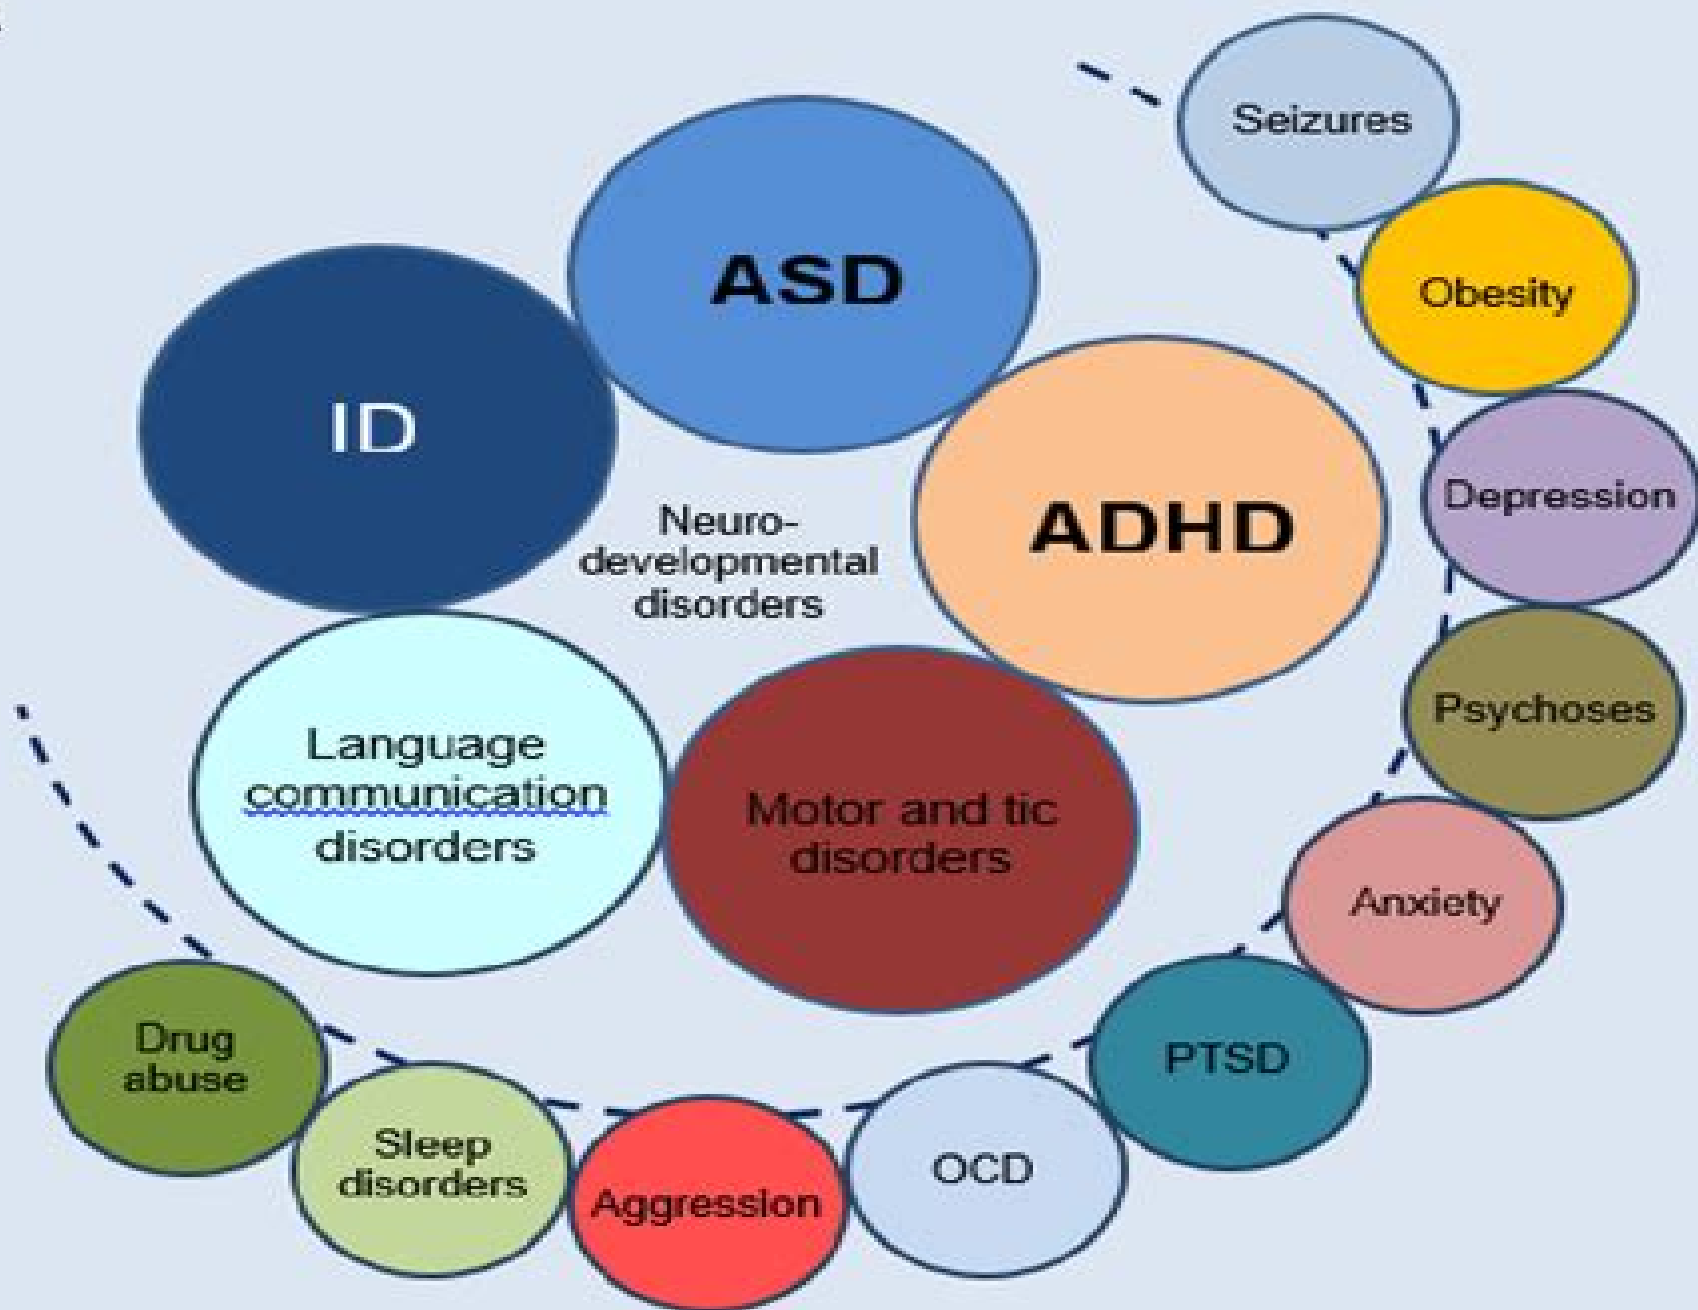 Seizures
ASD
Obesity
ID
ADHD
Depression
Neuro-
developmental
disorders
Psychoses
Language
communication
disorders
Motor and tic
disorders
Anxiety
Drug
abuse
PTSD
Sleep
disorders
OCD
Aggression